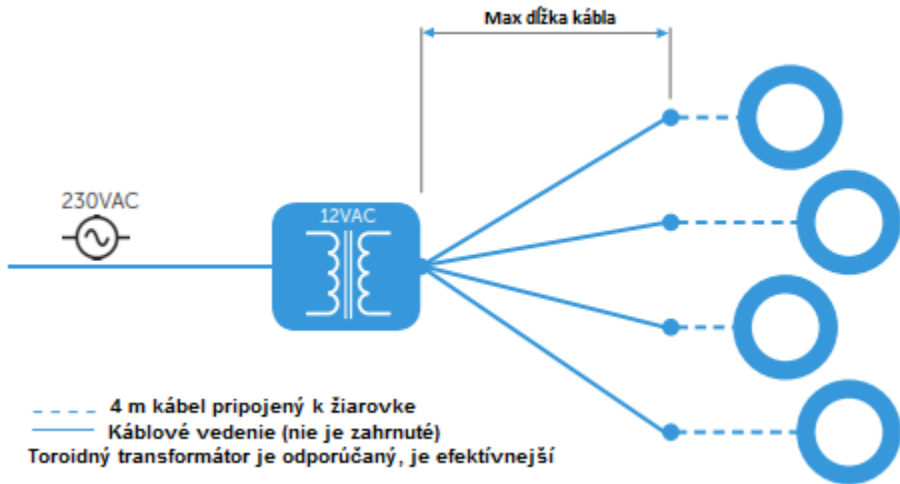 Max dĺžka kábla
230VAC
12VAC
4 m kábel pripojený k žiarovke
Káblové vedenie (nie je zahrnuté)
Toroidný transformátor je odporúčaný, je efektívnejší